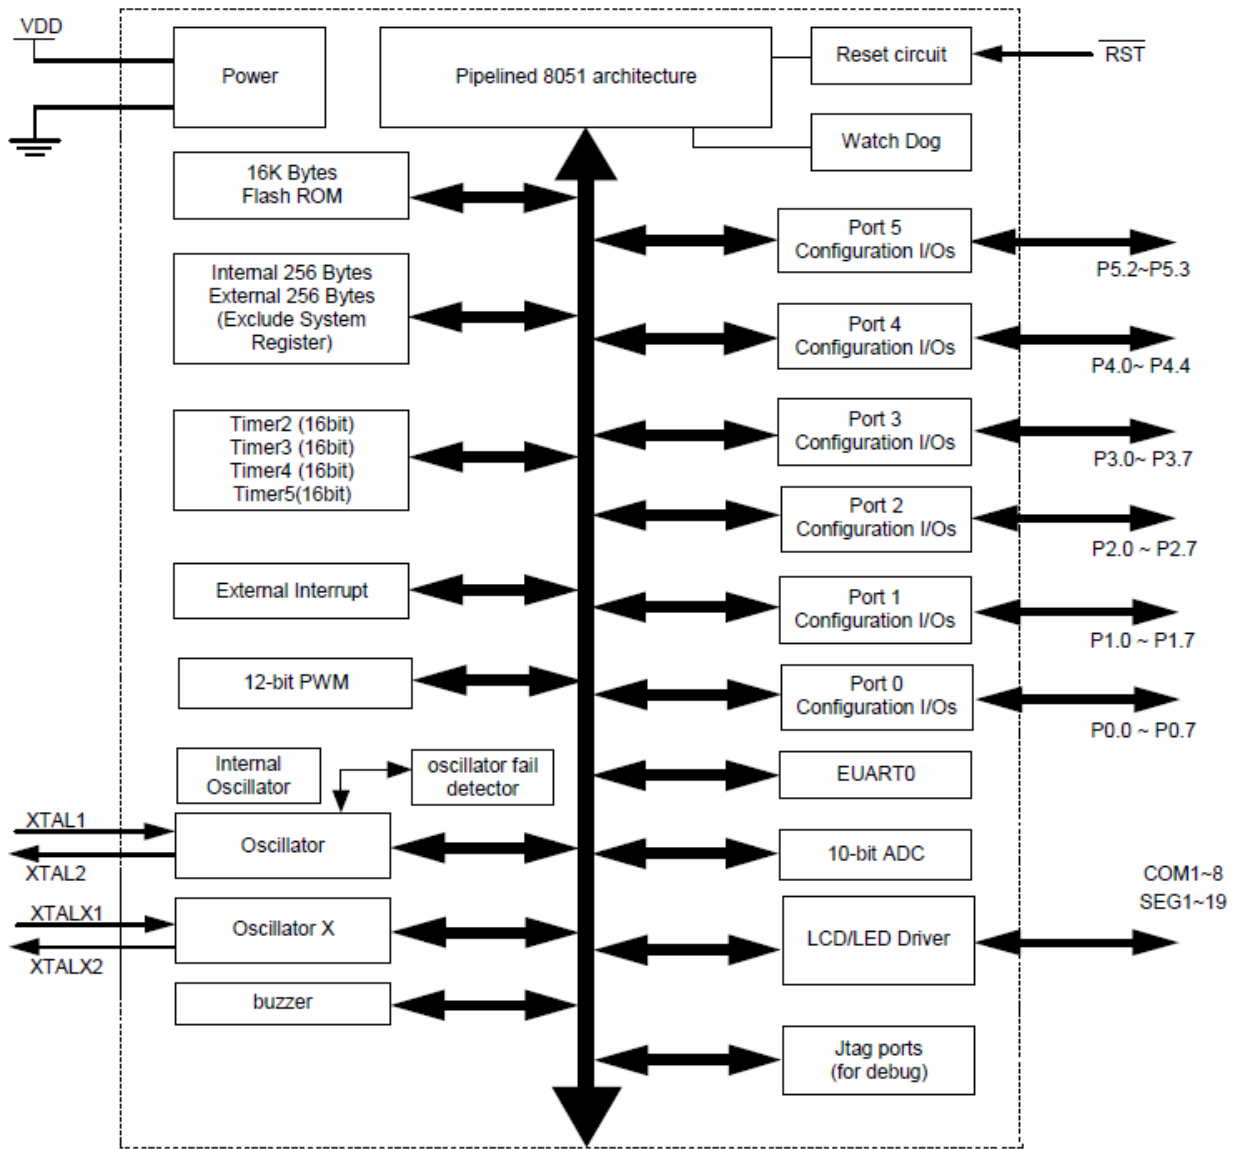 VDD
Power
Pipelined 8051 architecture
Reset circuit
RST
Watch Dog
16K Bytes
Flash ROM
Port 5
Configuration I/Os
P5.2~P5.3
Internal 256 Bytes
External 256 Bytes
(Exclude System
Register)
Port 4
Configuration I/Os
P4.0~ P4.4
Timer2 (16bit)
Timer3 (16bit)
Timer4 (16bit)
Timer5(16bit)
Port 3
Configuration I/Os
P3.0~ P3.7
Port 2
Configuration I/Os
P2.0 ~ P2.7
External Interrupt
Port 1
Configuration I/Os
P1.0 ~ P1.7
12-bit PWM
Port 0
Configuration I/Os
P0.0 ~ P0.7
Internal
Oscillator
oscillator fail
detector
EUART0
XTAL1
Oscillator
XTAL2
10-bit ADC
COM1~8
SEG1~19
XTALX1
Oscillator X
XTALX2
LCD/LED Driver
buzzer
Jtag ports
(for debug)